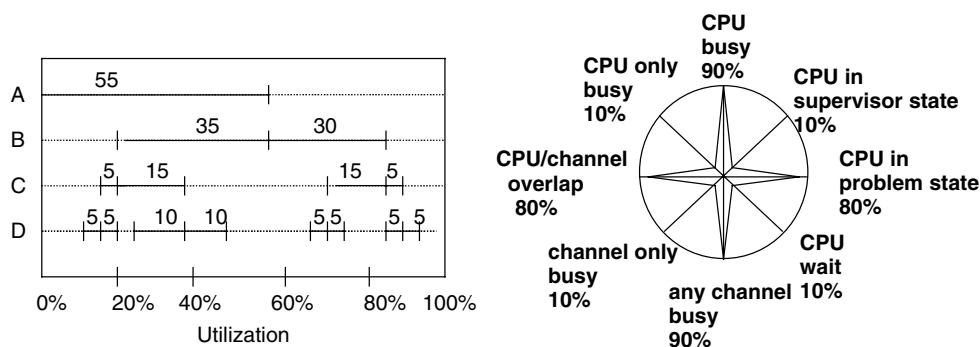 55
A
35 30
B
5 15 15 5
C
5 5 10 10 5 5 5 5
D
0% 20% 40% 60% 80% 100%
Utilization
CPU
busy
90%
CPU only
busy
10%
CPU in
supervisor state
10%
CPU/channel
overlap
80%
CPU in
problem state
80%
channel only
busy
10%
CPU
wait
10%
any channel
busy
90%